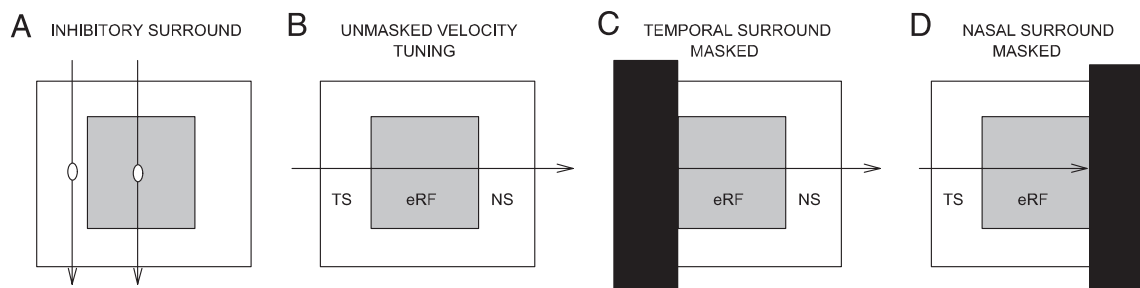 A INHIBITORY SURROUND
B UNMASKED VELOCITY
TUNING
C TEMPORAL SURROUND
MASKED
D NASAL SURROUND
MASKED
TS eRF NS
eRF NS
TS eRF